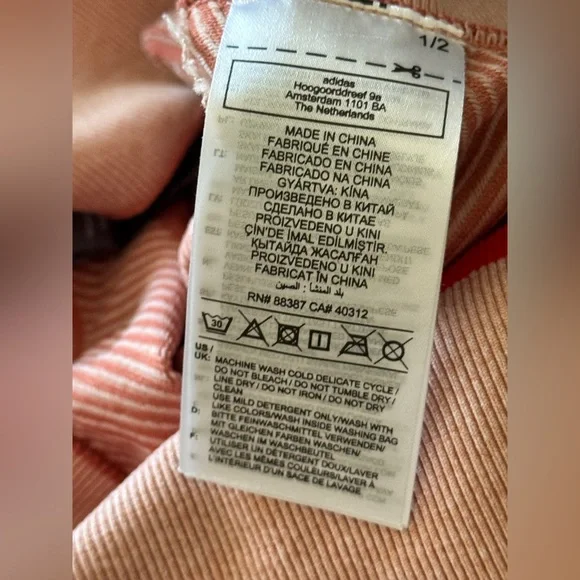 1/2
adidas
Hoogoorddreef 9a
Amsterdam 1101 BA
The Netherlands
MADE IN CHINA
FABRIQUÉ EN CHINE
FABRICADO EN CHINA
FABRICADO NA CHINA
GYÁRTVA: KÍNA
ПРОИЗВЕДЕНО В КИТАЙ
СДЕЛАНО В КИТАЕ
PROIZVEDENO U KINI
ÇİN'DE İMAL EDİLMİŞTİR.
ҚЫТАЙДА ЖАСАЛҒАН
PROIZVEDENO U KINI
FABRICAT ÎN CHINA
بلد المنشأ: الصين
RN# 88387 CA# 40312
30
US /
UK: MACHINE WASH COLD DELICATE CYCLE /
DO NOT BLEACH / DO NOT TUMBLE DRY /
LINE DRY / DO NOT IRON / DO NOT DRY
CLEAN
USE MILD DETERGENT ONLY/WASH WITH
LIKE COLORS/WASH INSIDE WASHING BAG
D: BITTE FEINWASCHMITTEL VERWENDEN/
MIT GLEICHEN FARBEN WASCHEN/
WASCHEN IM WASCHBEUTEL
F: UTILISER UN DÉTERGENT DOUX/LAVER
AVEC LES MÊMES COULEURS/LAVER À
L'INTÉRIEUR D'UN SACE DE LAVAGE